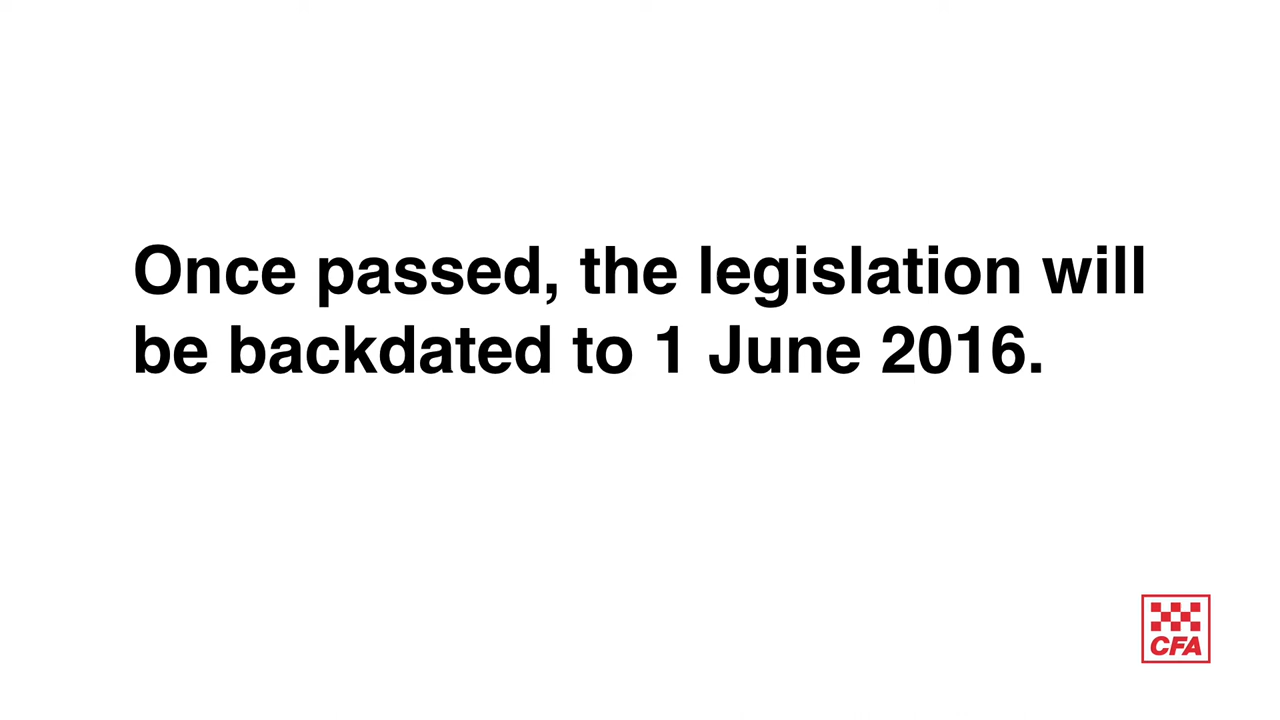 Once passed, the legislation will
be backdated to 1 June 2016.
CFA